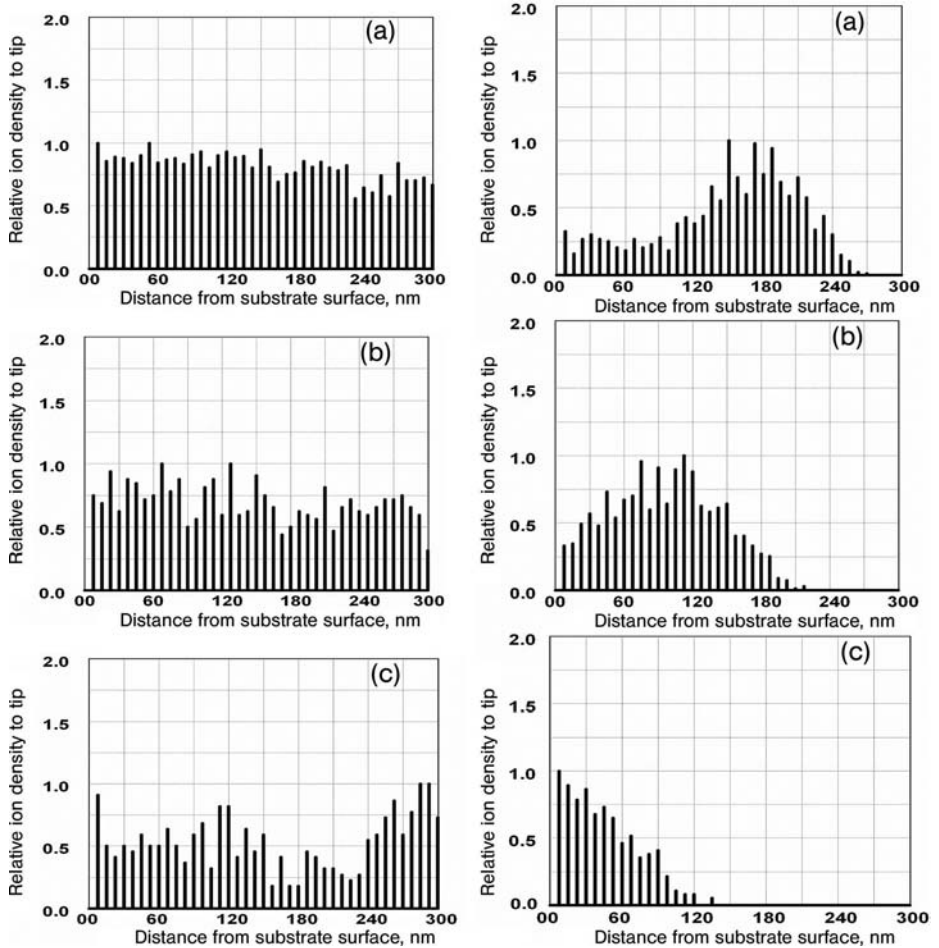 (a)
Relative ion density to tip
2.0
1.5
1.0
0.5
0.0
00 60 120 180 240 300
Distance from substrate surface, nm
(b)
Relative ion density to tip
2.0
1.5
1.0
0.5
0.0
00 60 120 180 240 300
Distance from substrate surface, nm
(c)
Relative ion density to tip
2.0
1.5
1.0
0.5
0.0
00 60 120 180 240 300
Distance from substrate surface, nm
(a)
Relative ion density to tip
2.0
1.5
1.0
0.5
0.0
00 60 120 180 240 300
Distance from substrate surface, nm
(b)
Relative ion density to tip
2.0
1.5
1.0
0.5
0.0
00 60 120 180 240 300
Distance from substrate surface, nm
(c)
Relative ion density to tip
2.0
1.5
1.0
0.5
0.0
00 60 120 180 240 300
Distance from substrate surface, nm